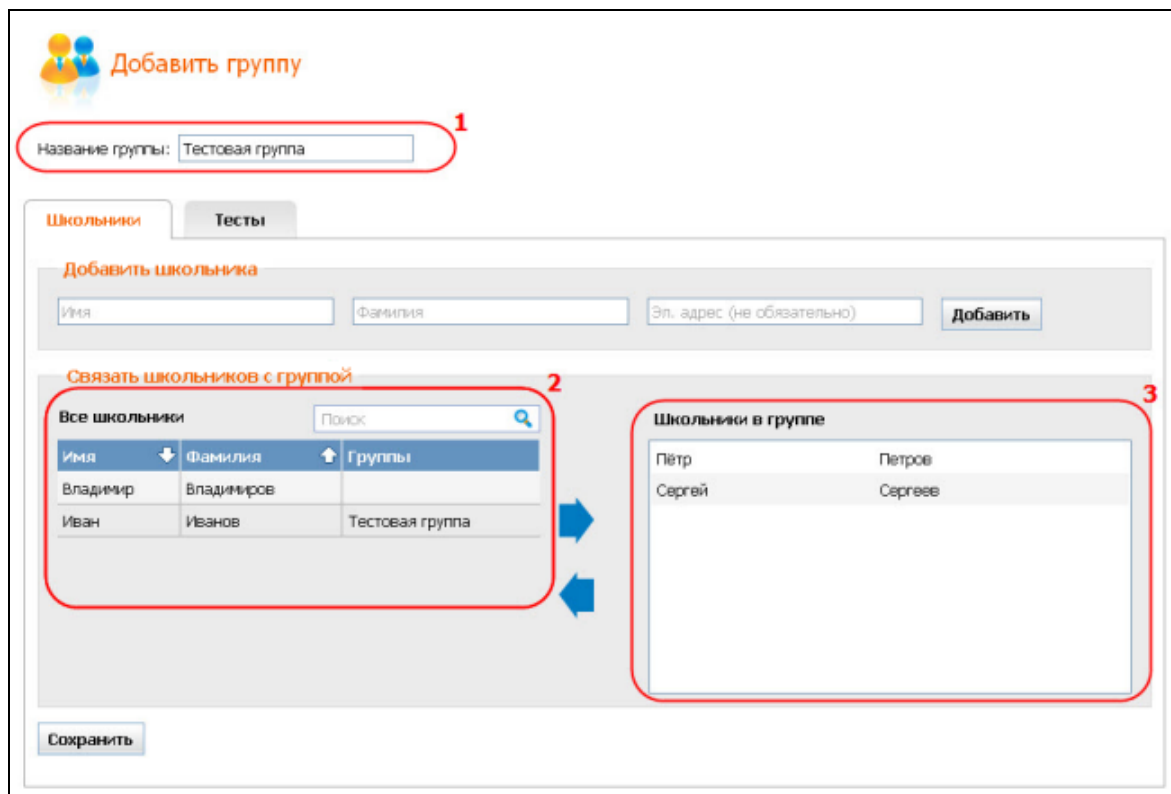 Добавить группу
1
Название группы: Тестовая группа
Школьники Тесты
Добавить школьника
Имя Фамилия Эл. адрес (не обязательно) Добавить
Связать школьников с группой
2
3
Все школьники Поиск
Школьники в группе
Имя Фамилия Группы
Владимир Владимиров
Иван Иванов Тестовая группа
Пётр Петров
Сергей Сергеев
Сохранить